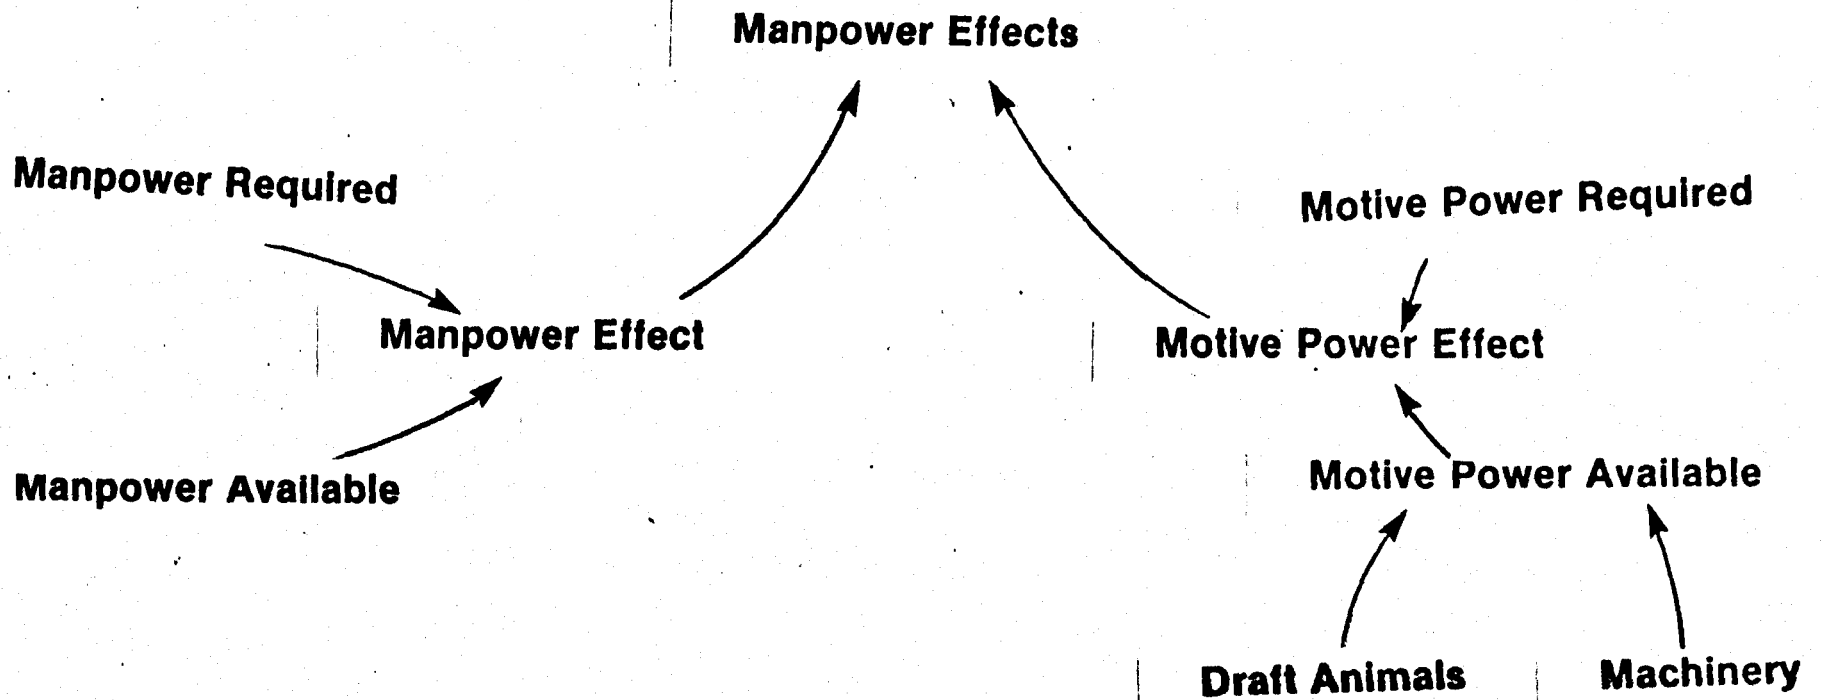 Manpower Effects
Manpower Required
Motive Power Required
Manpower Effect
Motive Power Effect
Manpower Available
Motive Power Available
Draft Animals
Machinery